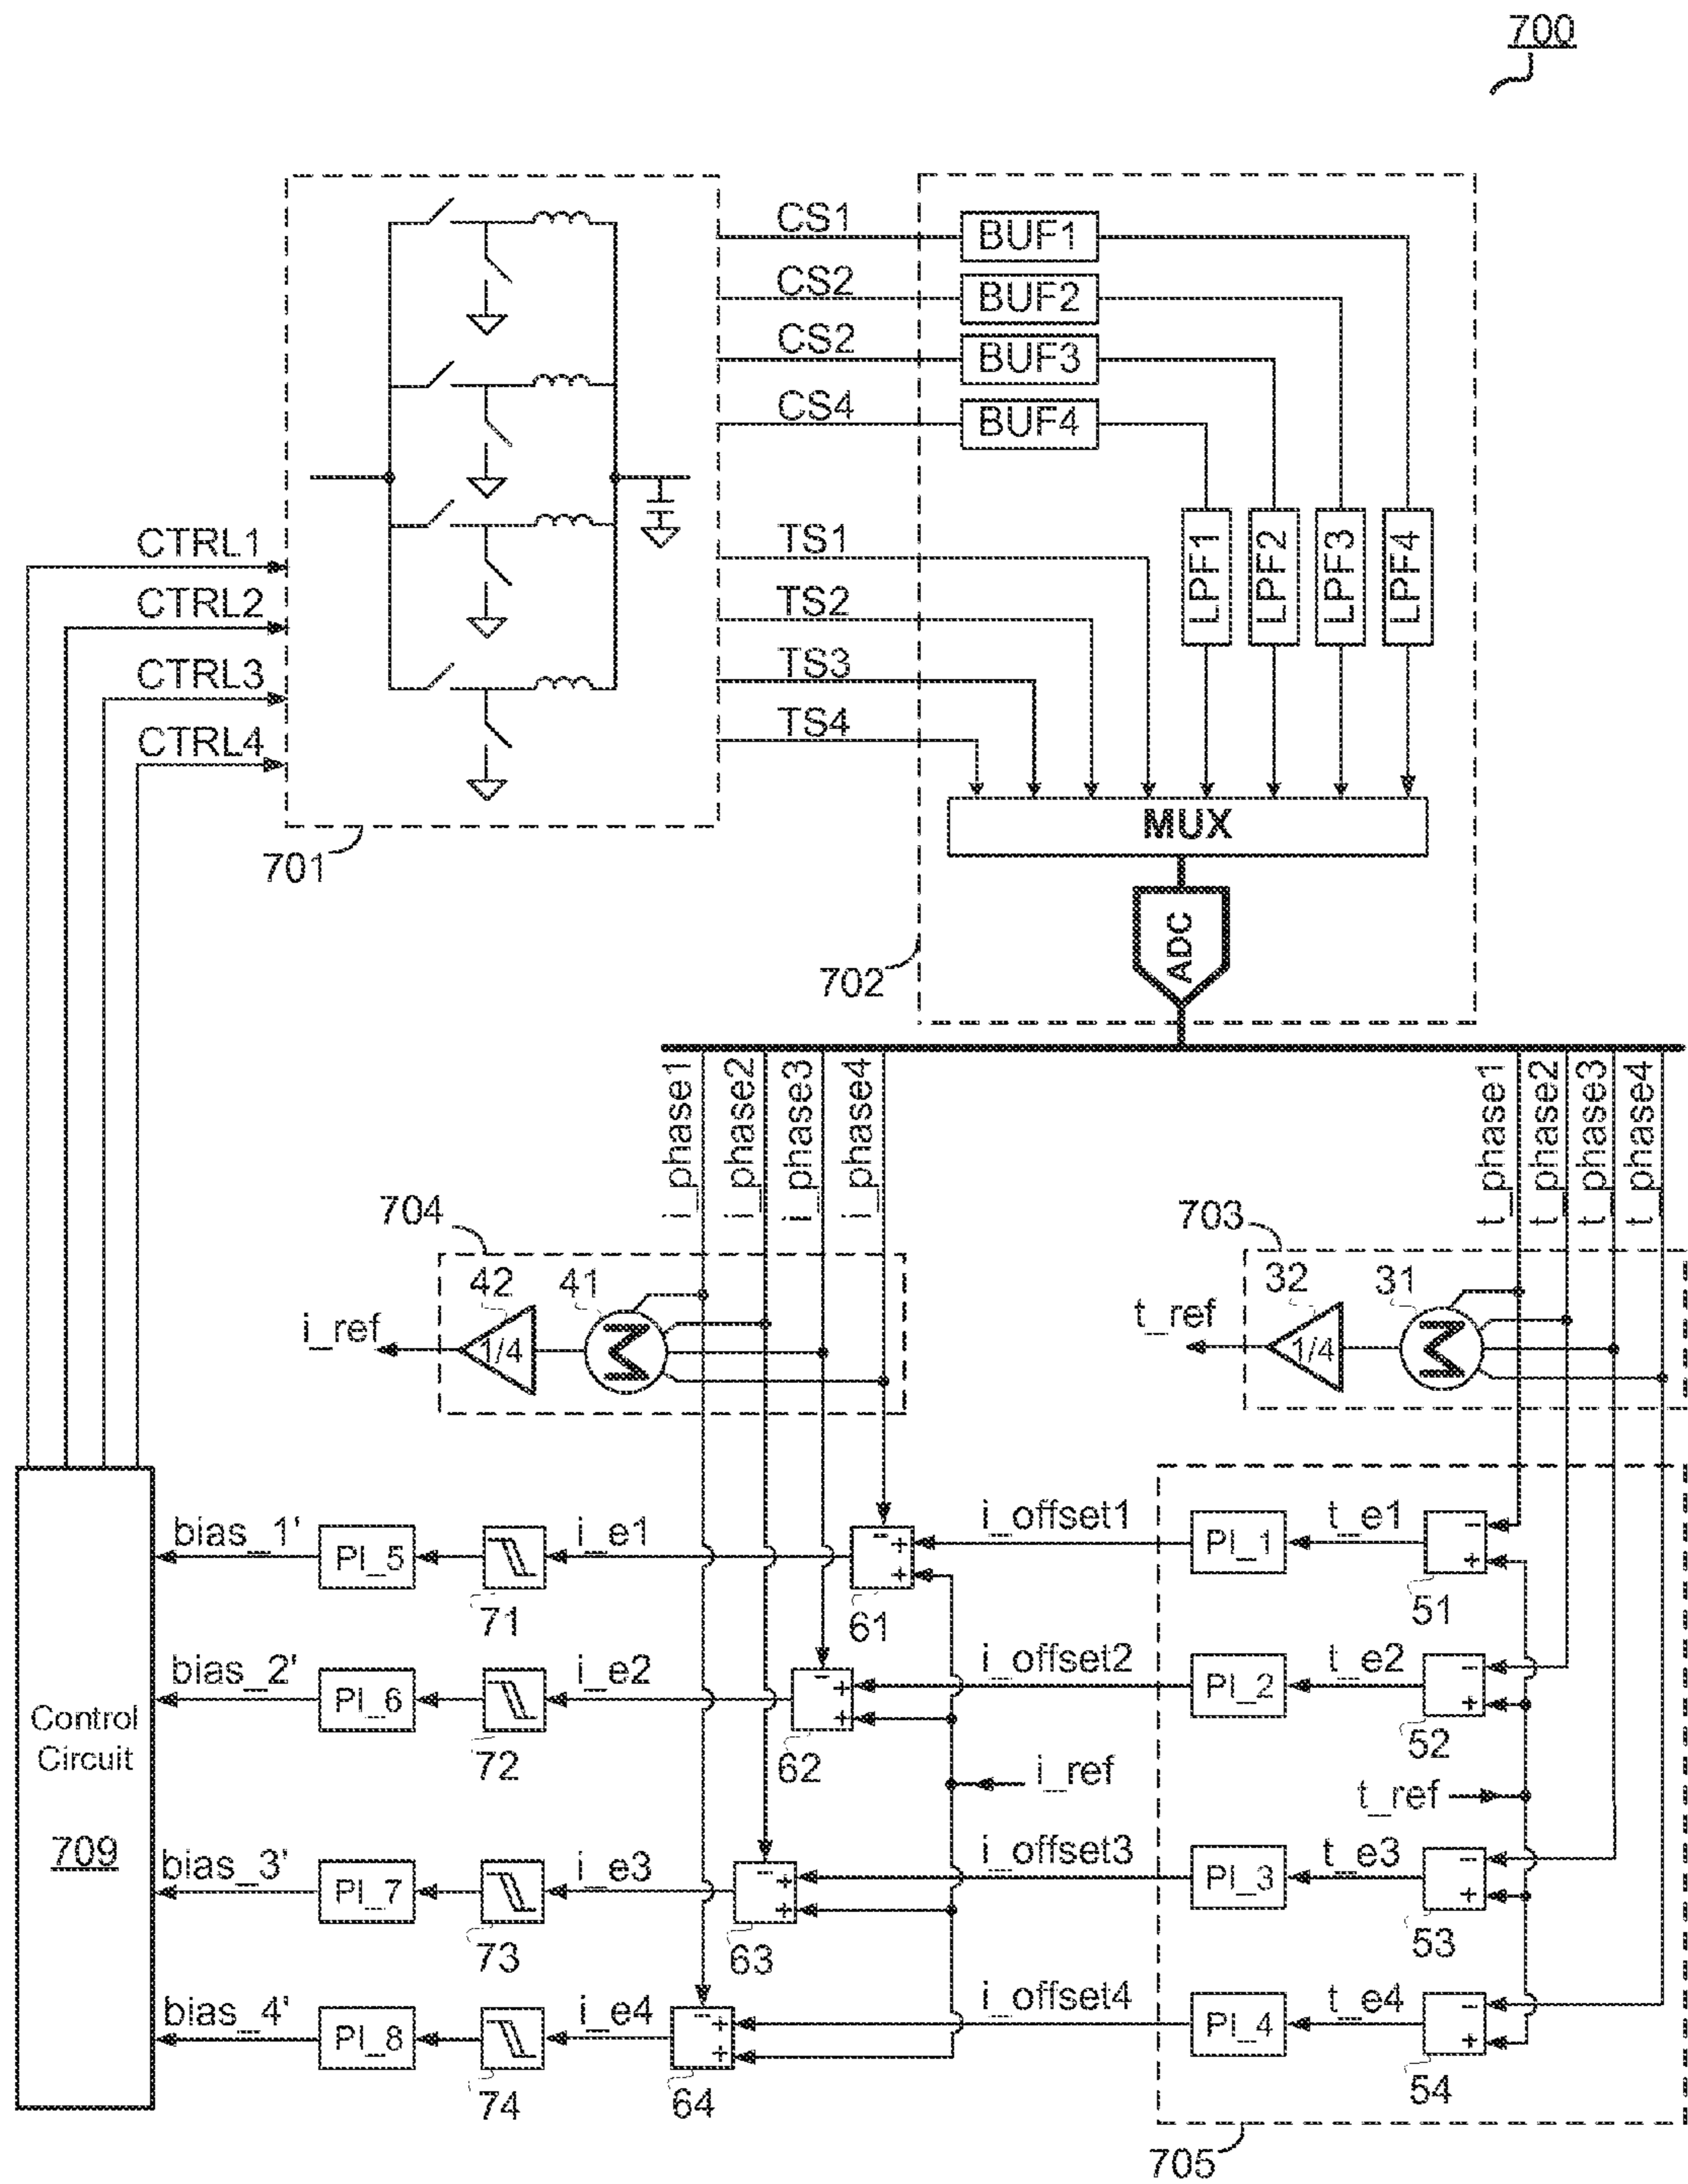 700
CS1
BUF1
CS2
BUF2
CS2
BUF3
CS4
BUF4
CTRL1
CTRL2
CTRL3
CTRL4
TS1
TS2
TS3
TS4
LPF1
LPF2
LPF3
LPF4
MUX
701
ADC
702
i_phase1
i_phase2
i_phase3
i_phase4
t_phase1
t_phase2
t_phase3
t_phase4
704
42
41
i_ref
1/4
Σ
703
32
31
t_ref
1/4
Σ
bias_1'
PI_5
i_e1
-
+
+
i_offset1
PI_1
t_e1
-
+
71
61
51
bias_2'
PI_6
i_e2
-
+
+
i_offset2
PI_2
t_e2
-
+
72
62
52
Control
Circuit
709
i_ref
t_ref
bias_3'
PI_7
i_e3
-
+
+
i_offset3
PI_3
t_e3
-
+
73
63
53
bias_4'
PI_8
i_e4
-
+
+
i_offset4
PI_4
t_e4
-
+
74
64
54
705